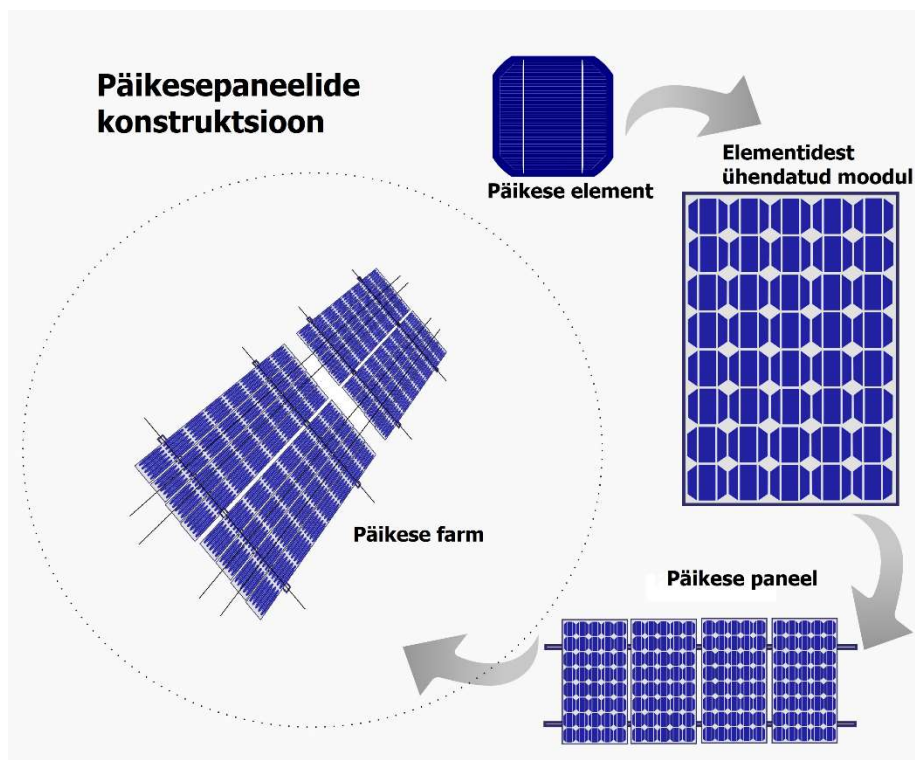 Päikesepaneelide
konstruktsioon
Päikese element
Elementidest
ühendatud moodul
Päikese paneel
Päikese farm